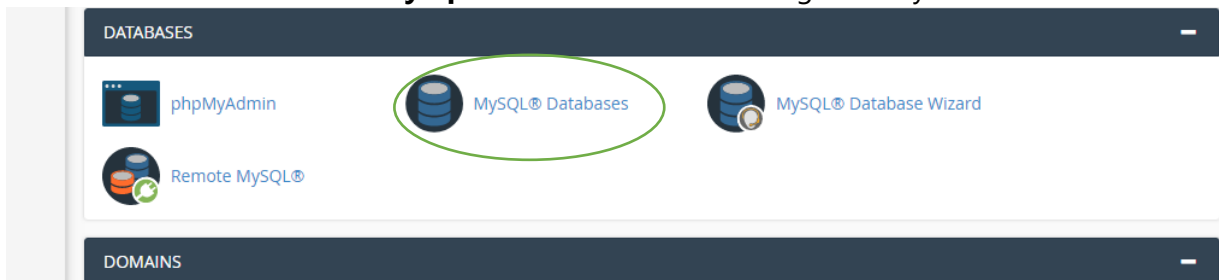 DATABASES
phpMyAdmin
MySQL® Databases
MySQL® Database Wizard
Remote MySQL®
DOMAINS